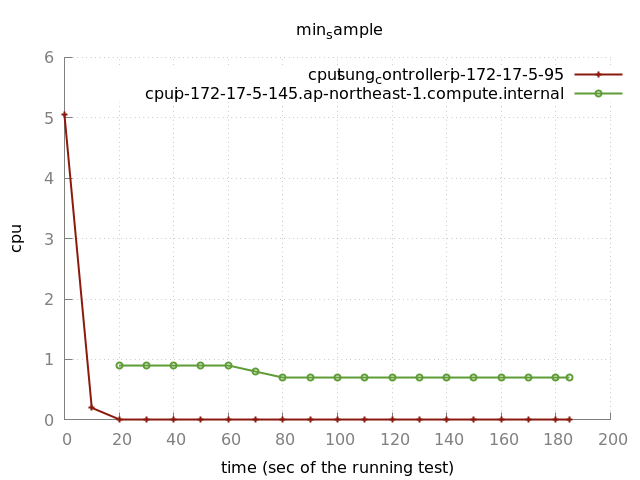 minsample
6
cputsungcontrollerip-172-17-5-95
cpuip-172-17-5-145.ap-northeast-1.compute.internal
5
4
3
cpu
2
1
0
0 20 40 60 80 100 120 140 160 180 200
time (sec of the running test)